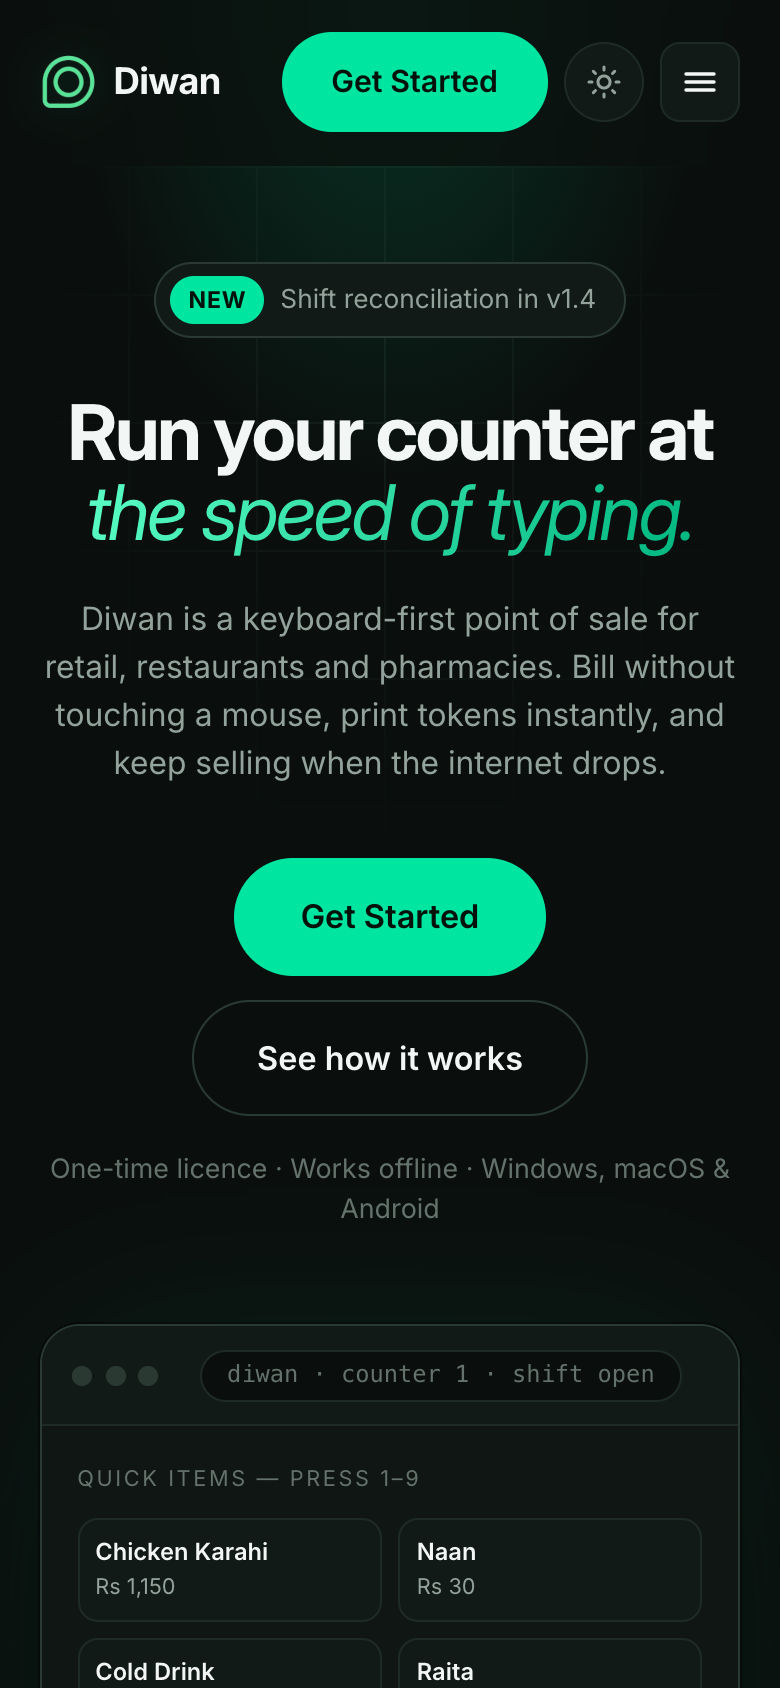 Diwan
Get Started
NEW Shift reconciliation in v1.4
Run your counter at
the speed of typing.
Diwan is a keyboard-first point of sale for
retail, restaurants and pharmacies. Bill without
touching a mouse, print tokens instantly, and
keep selling when the internet drops.
Get Started
See how it works
One-time licence · Works offline · Windows, macOS &
Android
diwan · counter 1 · shift open
QUICK ITEMS — PRESS 1–9
Chicken Karahi
Rs 1,150
Naan
Rs 30
Cold Drink
Raita